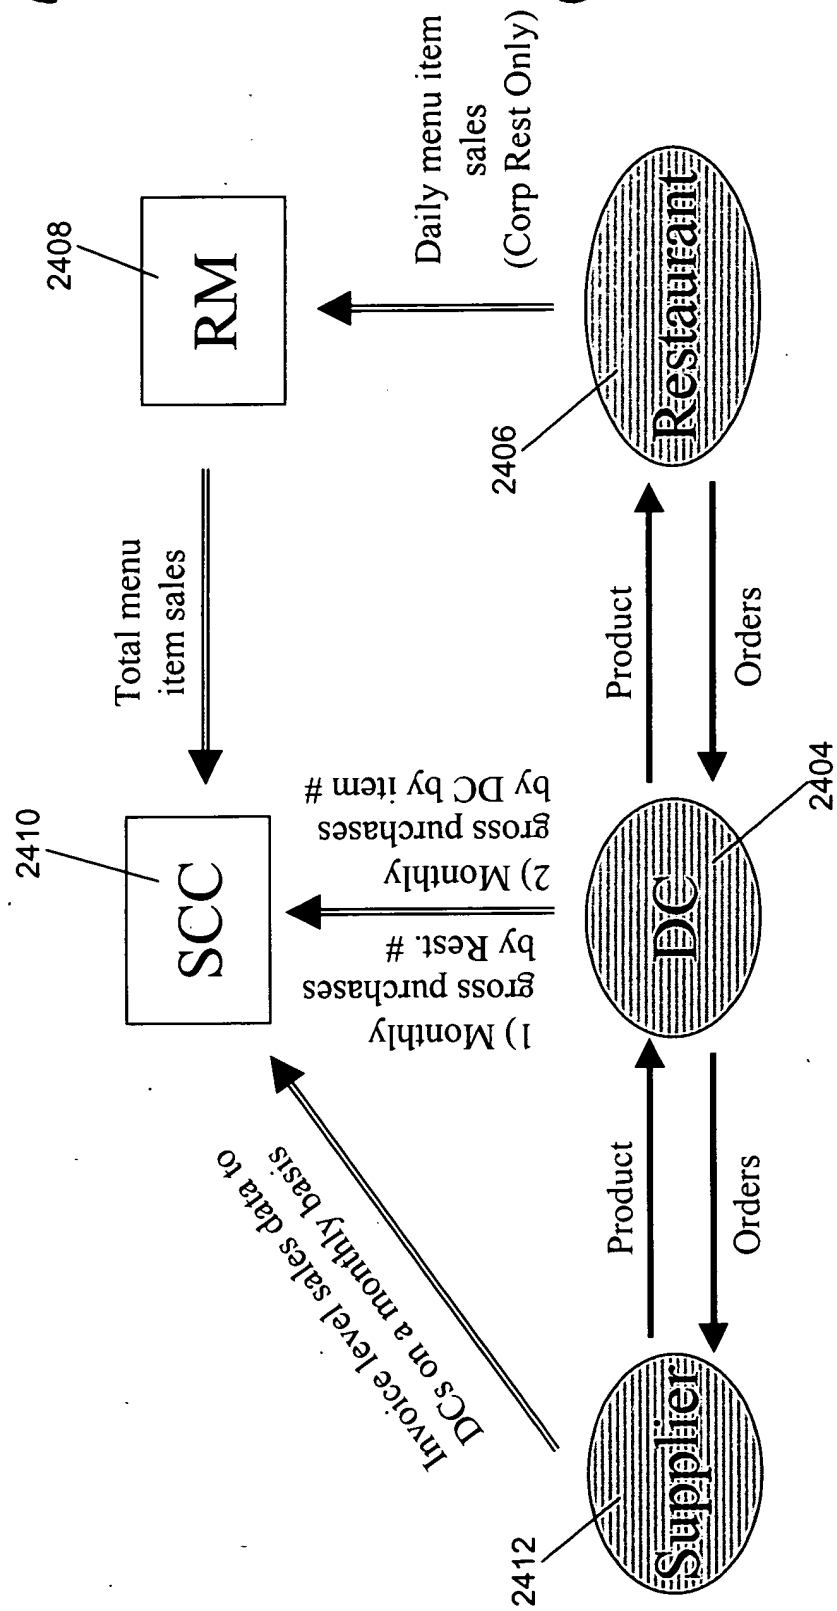 2410
SCC
Total menu
item sales
2408
RM
Invoice level sales data to
DCs on a monthly basis
1) Monthly
gross purchases
by Rest. #
2) Monthly
gross purchases
by DC by item #
Daily menu item
sales
(Corp Rest Only)
2412
Supplier
Product
Orders
DC
2404
Product
Orders
2406
Restaurant